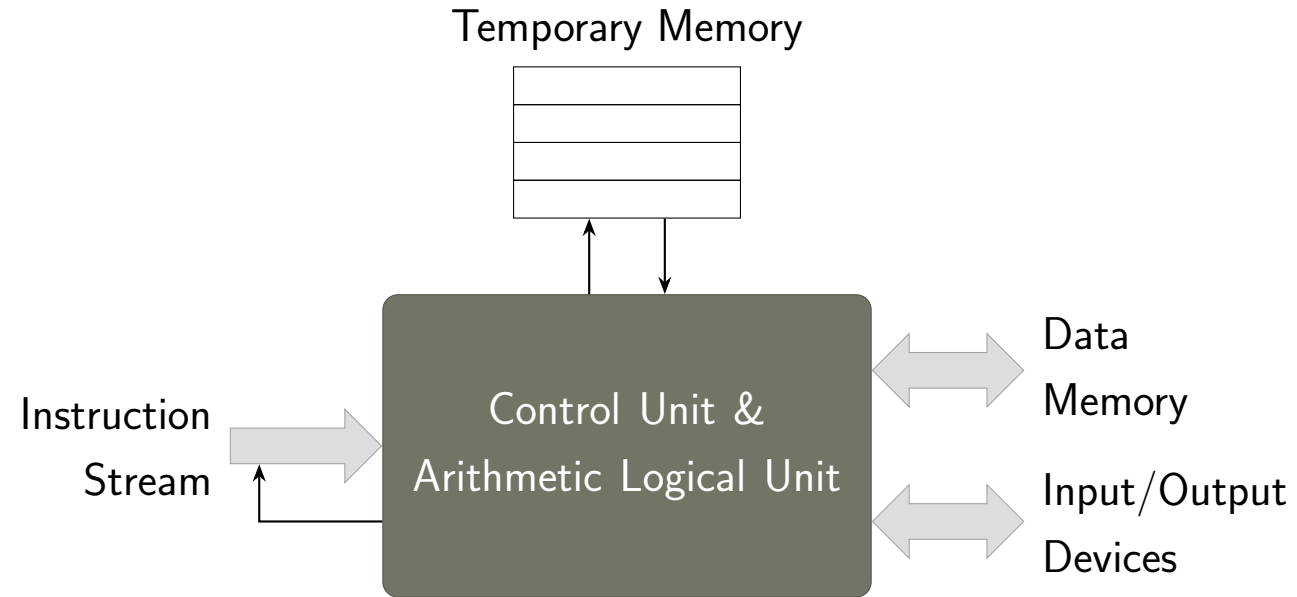 Temporary Memory
Control Unit &
Arithmetic Logical Unit
Instruction
Stream
Data
Memory
Input/Output
Devices